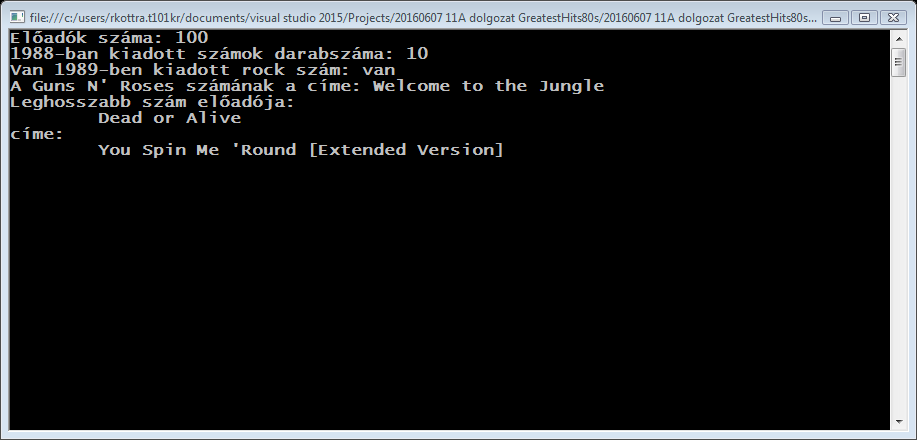 file:///c:/users/rkottra.t101kr/documents/visual studio 2015/Projects/20160607 11A dolgozat GreatestHits80s/20160607 11A dolgozat GreatestHits80s...
Előadók száma: 100
1988-ban kiadott számok darabszáma: 10
Van 1989-ben kiadott rock szám: van
A Guns N' Roses számának a címe: Welcome to the Jungle
Leghosszabb szám előadója:
Dead or Alive
címe:
You Spin Me 'Round [Extended Version]